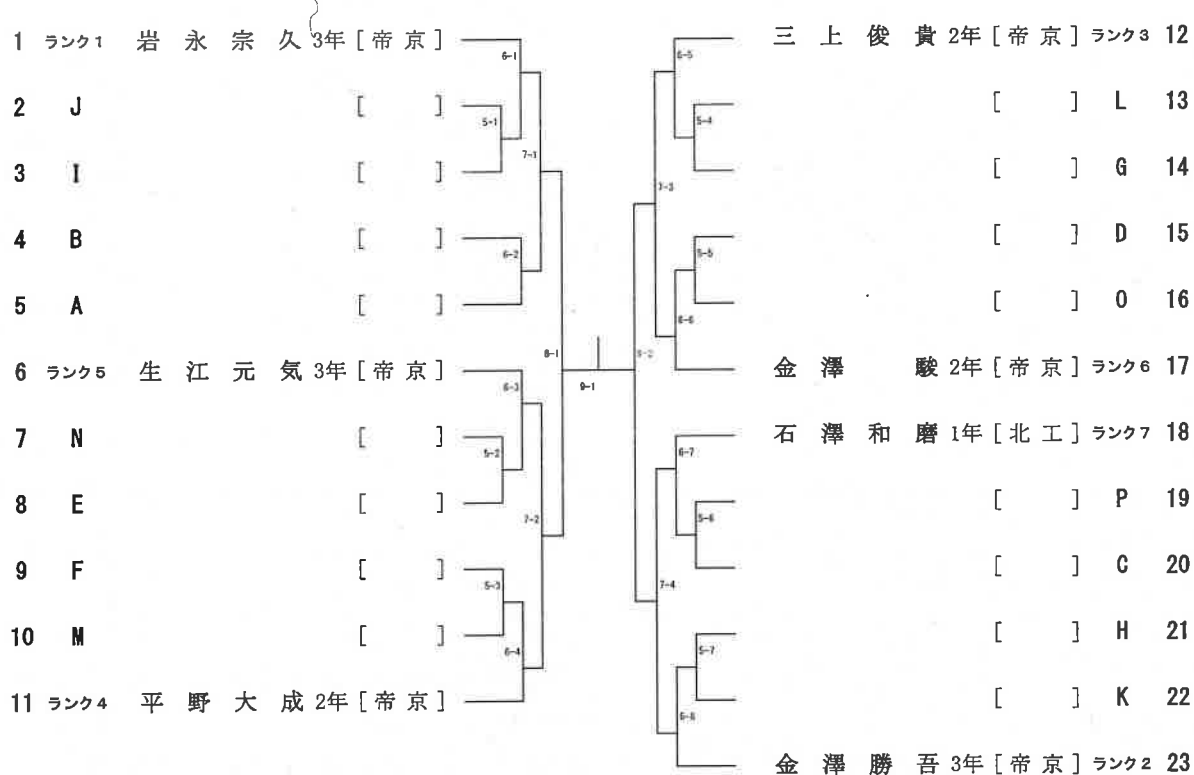 1 ランク1 岩永宗久 3年 [帝京]
2 J [ ]
3 I [ ]
4 B [ ]
5 A [ ]
6 ランク5 生江元気 3年 [帝京]
7 N [ ]
8 E [ ]
9 F [ ]
10 M [ ]
11 ランク4 平野大成 2年 [帝京]
6-1
5-1
7-1
6-2
8-1
6-3
5-2
7-2
5-3
6-4
9-1
6-5
5-4
7-3
5-5
6-6
8-2
6-7
5-6
7-4
5-7
6-8
三上俊貴 2年 [帝京] ランク3 12
[ ] L 13
[ ] G 14
[ ] D 15
[ ] O 16
金澤 駿 2年 [帝京] ランク6 17
石澤和磨 1年 [北工] ランク7 18
[ ] P 19
[ ] C 20
[ ] H 21
[ ] K 22
金澤勝吾 3年 [帝京] ランク2 23